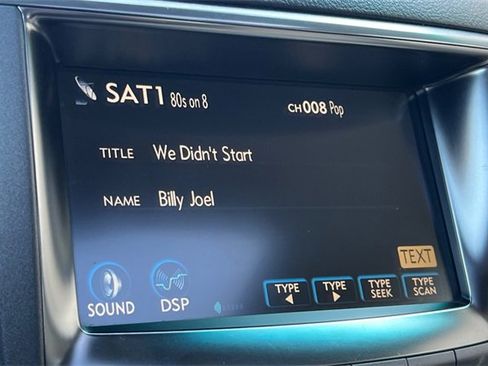 SAT1 80s on 8 CH008 Pop
TITLE We Didn't Start
NAME Billy Joel
TEXT
SOUND DSP TYPE ◀ TYPE ▶ TYPE SEEK TYPE SCAN